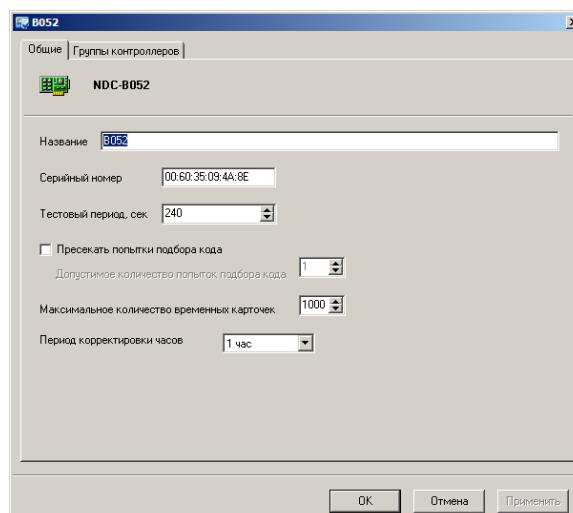 B052
Общие Группы контроллеров
NDC-B052
Название B052
Серийный номер 00:60:35:09:4A:8E
Тестовый период, сек 240
Пресекать попытки подбора кода
Допустимое количество попыток подбора кода 1
Максимальное количество временных карточек 1000
Период корректировки часов 1 час
OK Отмена Применить